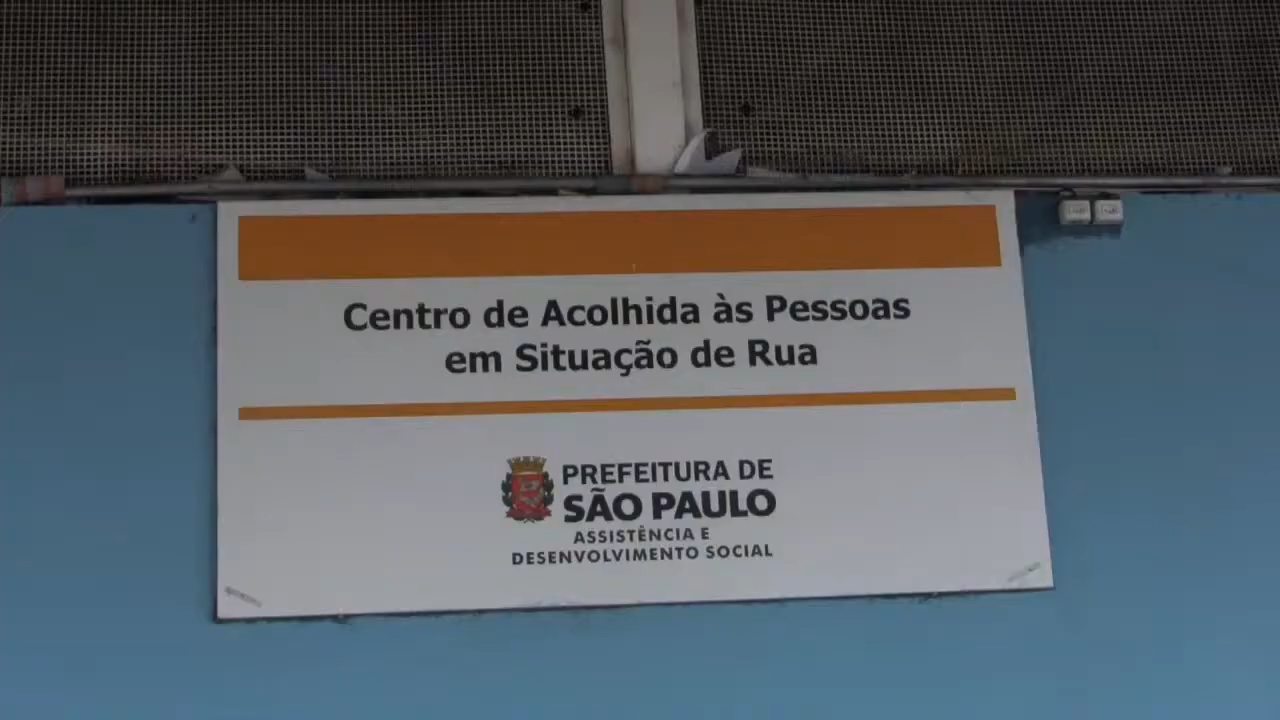 Centro de Acolhida às Pessoas
em Situação de Rua
PREFEITURA DE
SÃO PAULO
ASSISTÊNCIA E
DESENVOLVIMENTO SOCIAL